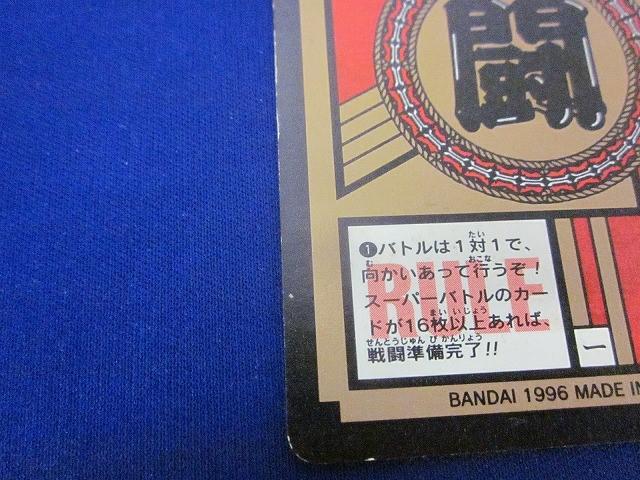 闘
❶バトルは1対1で、
向かいあって行うぞ!
スーパーバトルのカー
ドが16枚以上あれば、
戦闘準備完了!!
RULE
一
BANDAI 1996 MADE IN